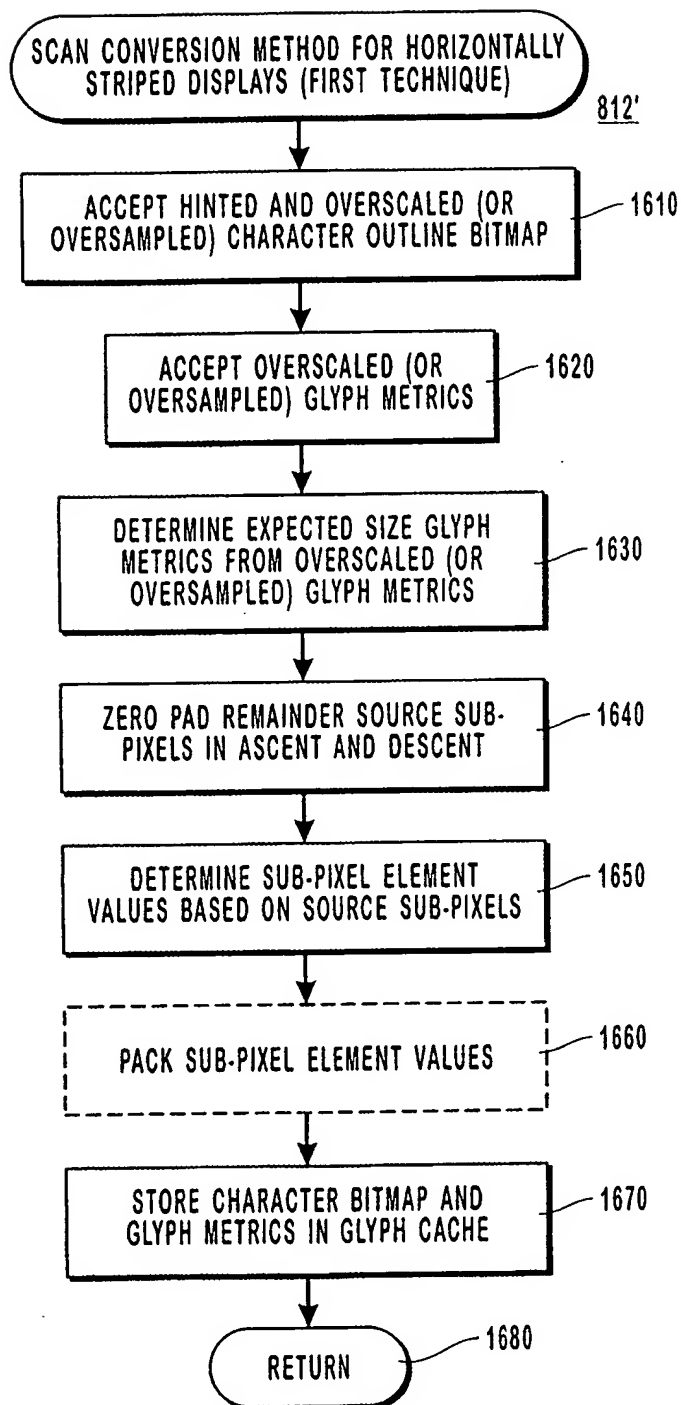 SCAN CONVERSION METHOD FOR HORIZONTALLY
STRIPED DISPLAYS (FIRST TECHNIQUE)
812'
ACCEPT HINTED AND OVERSCALED (OR
OVERSAMPLED) CHARACTER OUTLINE BITMAP
1610
ACCEPT OVERSCALED (OR
OVERSAMPLED) GLYPH METRICS
1620
DETERMINE EXPECTED SIZE GLYPH
METRICS FROM OVERSCALED (OR
OVERSAMPLED) GLYPH METRICS
1630
ZERO PAD REMAINDER SOURCE SUB-
PIXELS IN ASCENT AND DESCENT
1640
DETERMINE SUB-PIXEL ELEMENT
VALUES BASED ON SOURCE SUB-PIXELS
1650
PACK SUB-PIXEL ELEMENT VALUES
1660
STORE CHARACTER BITMAP AND
GLYPH METRICS IN GLYPH CACHE
1670
RETURN
1680